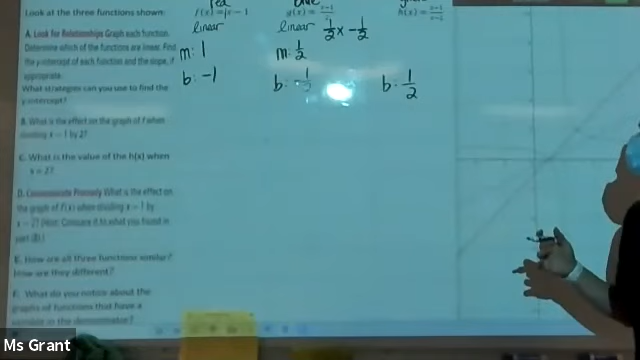 Look at the three functions shown:
red
f(x) = x − 1
blue
g(x) = x−1/2
h(x) = x−1/x−2
linear
linear
1/2 x − 1/2
m: 1
m: 1/2
b: −1
b: −1/2
b: 1/2
A. Look for Relationships Graph each function.
Determine which of the functions are linear. Find
the y-intercept of each function and the slope, if
appropriate.
What strategies can you use to find the
y-intercept?
B. What is the effect on the graph of f when
dividing x − 1 by 2?
C. What is the value of the h(x) when
x = 2?
D. Communicate Precisely What is the effect on
the graph of f(x) when dividing x − 1 by
x − 2? (Hint: Compare it to what you found in
part (B).)
E. How are all three functions similar?
How are they different?
F. What do you notice about the
graphs of functions that have a
variable in the denominator?
Ms Grant